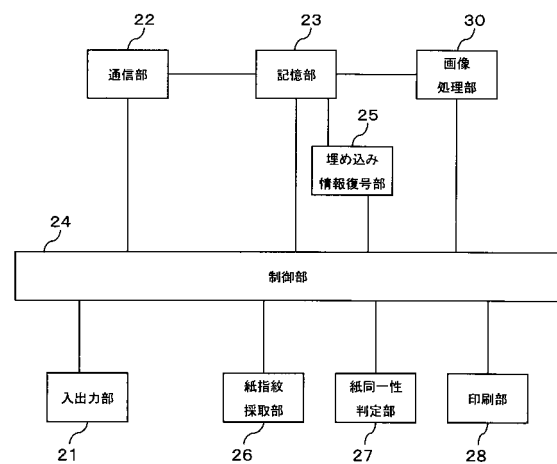 22
23
30
通信部
記憶部
画像
処理部
25
埋め込み
情報復号部
24
制御部
入出力部
紙指紋
採取部
紙同一性
判定部
印刷部
21
26
27
28